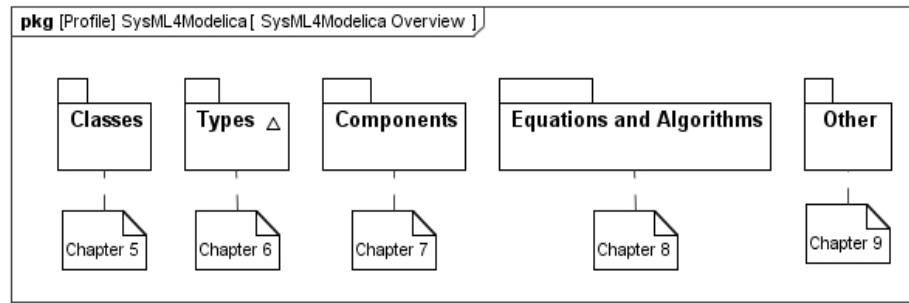 pkg [Profile] SysML4Modelica[ SysML4Modelica Overview ]
Classes
Types
Components
Equations and Algorithms
Other
Chapter 5
Chapter 6
Chapter 7
Chapter 8
Chapter 9